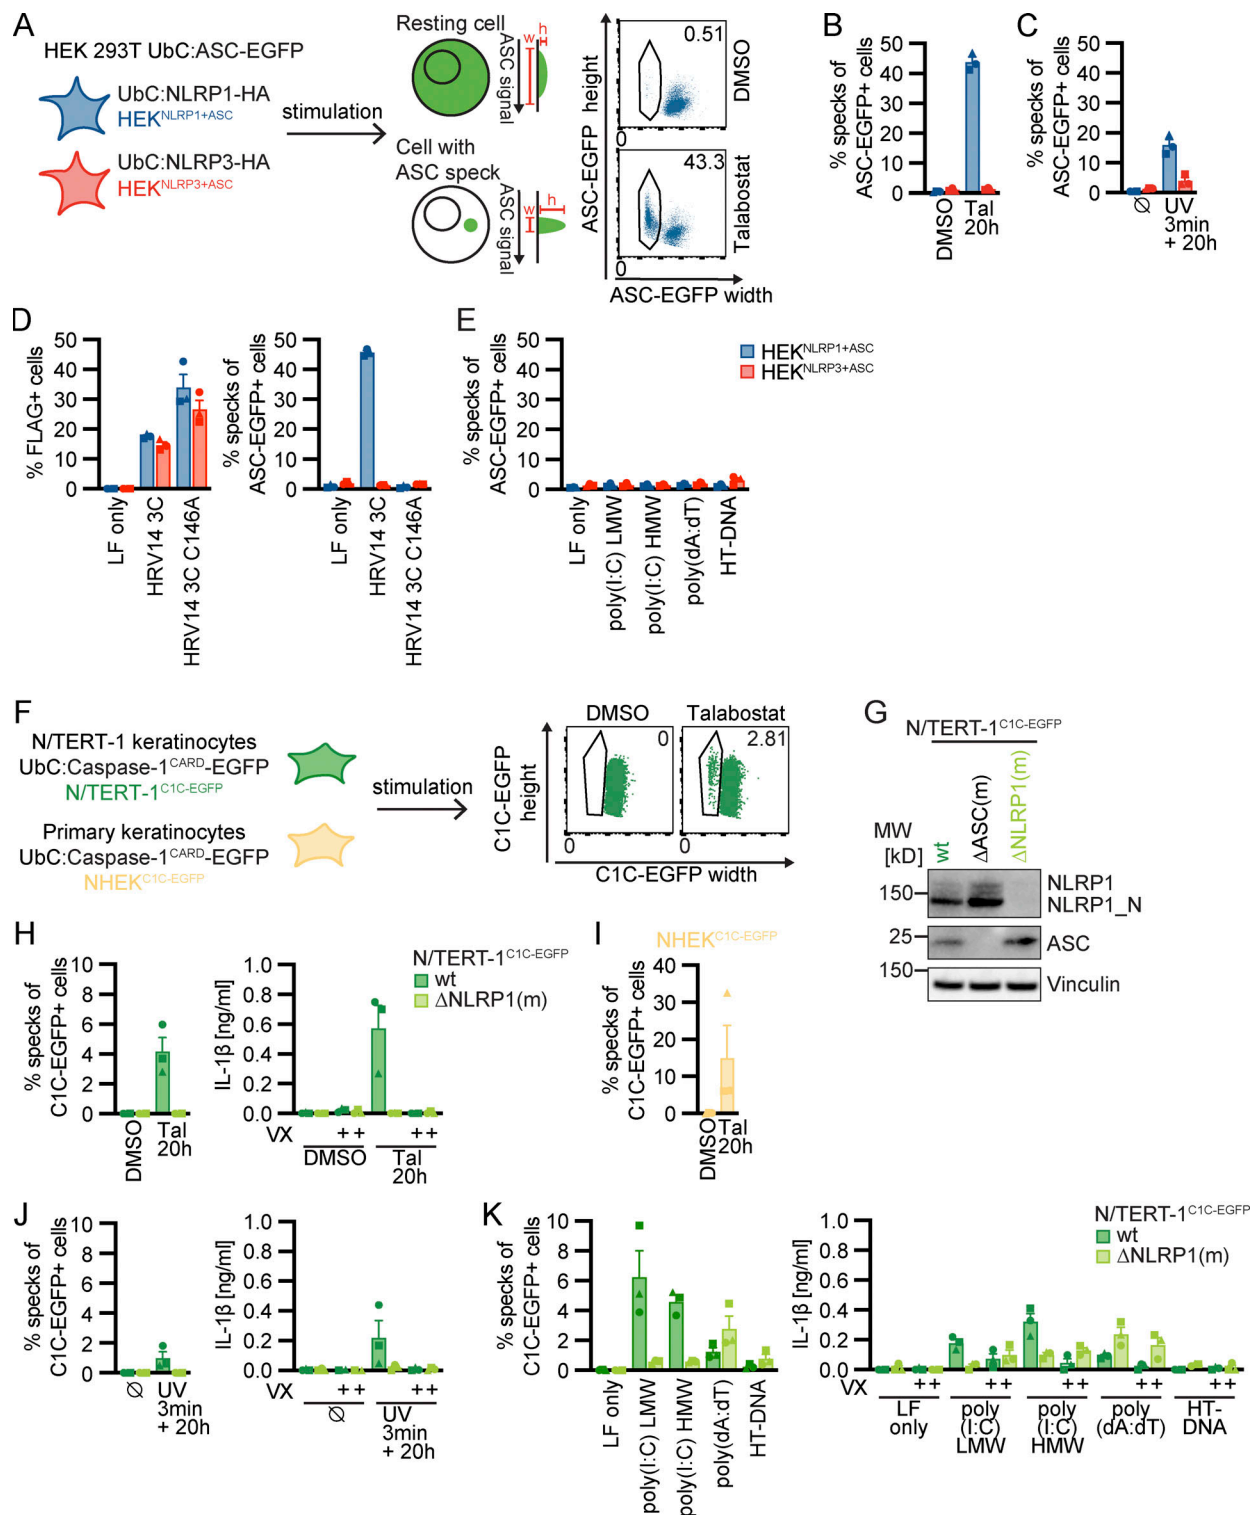 A
HEK 293T UbC:ASC-EGFP
UbC:NLRP1-HA
HEK^NLRP1+ASC
UbC:NLRP3-HA
HEK^NLRP3+ASC
stimulation
Resting cell
w
h
ASC signal
Cell with
ASC speck
w
h
ASC signal
ASC-EGFP height
0.51
DMSO
0
43.3
Talabostat
0
ASC-EGFP width
B
% specks of
ASC-EGFP+ cells
50
40
30
20
10
0
DMSO
Tal
20h
C
% specks of
ASC-EGFP+ cells
50
40
30
20
10
0
∅
UV
3min
+ 20h
D
% FLAG+ cells
50
40
30
20
10
0
LF only
HRV14 3C
HRV14 3C C146A
% specks of
ASC-EGFP+ cells
50
40
30
20
10
0
LF only
HRV14 3C
HRV14 3C C146A
E
% specks of
ASC-EGFP+ cells
50
40
30
20
10
0
LF only
poly(I:C) LMW
poly(I:C) HMW
poly(dA:dT)
HT-DNA
HEK^NLRP1+ASC
HEK^NLRP3+ASC
F
N/TERT-1 keratinocytes
UbC:Caspase-1^CARD-EGFP
N/TERT-1^C1C-EGFP
Primary keratinocytes
UbC:Caspase-1^CARD-EGFP
NHEK^C1C-EGFP
stimulation
C1C-EGFP
height
DMSO
0
0
Talabostat
2.81
0
C1C-EGFP width
G
N/TERT-1^C1C-EGFP
MW
[kD]
wt
ΔASC(m)
ΔNLRP1(m)
150
NLRP1
NLRP1_N
25
ASC
150
Vinculin
H
% specks of
C1C-EGFP+ cells
10
8
6
4
2
0
DMSO
Tal
20h
IL-1β [ng/ml]
1.0
0.8
0.6
0.4
0.2
0.0
VX
+ +
+ +
DMSO
Tal
20h
N/TERT-1^C1C-EGFP
wt
ΔNLRP1(m)
I
NHEK^C1C-EGFP
% specks of
C1C-EGFP+ cells
40
30
20
10
0
DMSO
Tal
20h
J
% specks of
C1C-EGFP+ cells
10
8
6
4
2
0
∅
UV
3min
+ 20h
IL-1β [ng/ml]
1.0
0.8
0.6
0.4
0.2
0.0
VX
+ +
+ +
∅
UV
3min
+ 20h
K
% specks of
C1C-EGFP+ cells
10
8
6
4
2
0
LF only
poly(I:C) LMW
poly(I:C) HMW
poly(dA:dT)
HT-DNA
IL-1β [ng/ml]
1.0
0.8
0.6
0.4
0.2
0.0
VX
+ +
+ +
+ +
+ +
+ +
LF
only
poly
(I:C)
LMW
poly
(I:C)
HMW
poly
(dA:dT)
HT-
DNA
N/TERT-1^C1C-EGFP
wt
ΔNLRP1(m)